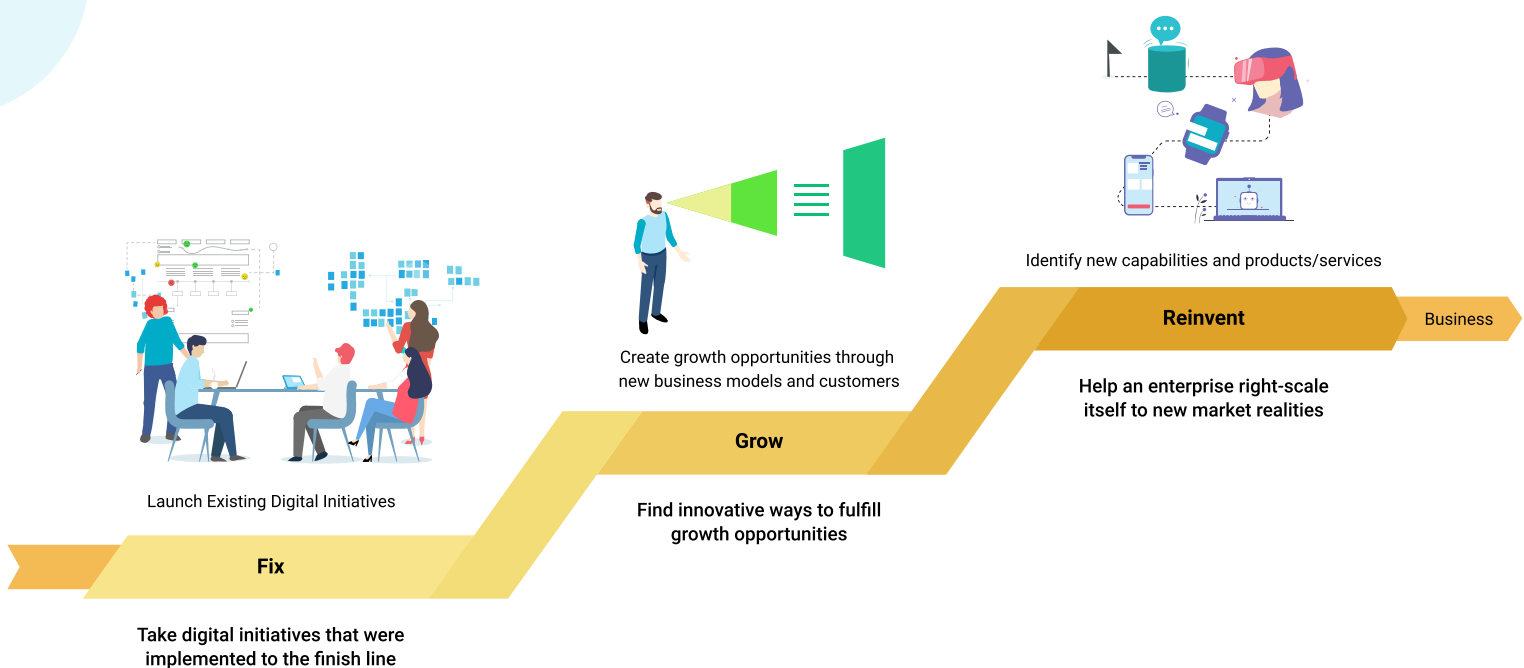 Launch Existing Digital Initiatives
Fix
Take digital initiatives that were
implemented to the finish line
Create growth opportunities through
new business models and customers
Grow
Find innovative ways to fulfill
growth opportunities
Identify new capabilities and products/services
Reinvent
Business
Help an enterprise right-scale
itself to new market realities